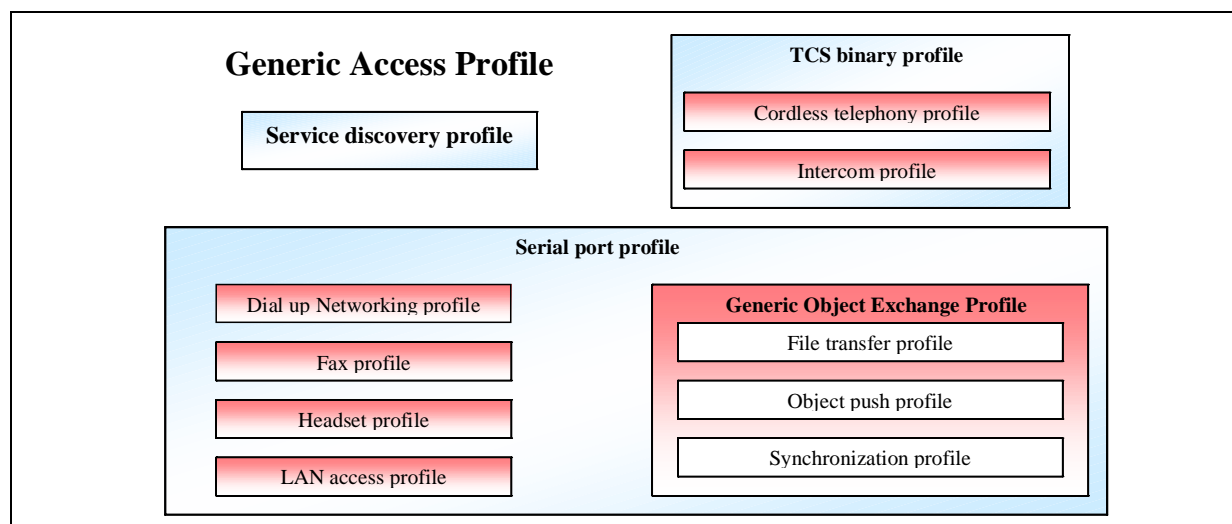 Generic Access Profile
Service discovery profile
TCS binary profile
Cordless telephony profile
Intercom profile
Serial port profile
Dial up Networking profile
Fax profile
Headset profile
LAN access profile
Generic Object Exchange Profile
File transfer profile
Object push profile
Synchronization profile